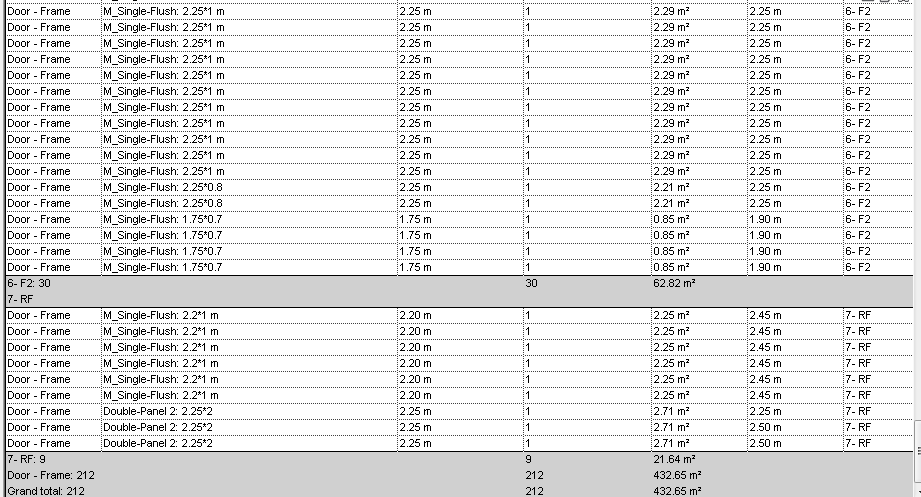 Door - Frame M_Single-Flush: 2.25*1 m 2.25 m 1 2.29 m² 2.25 m 6- F2
Door - Frame M_Single-Flush: 2.25*1 m 2.25 m 1 2.29 m² 2.25 m 6- F2
Door - Frame M_Single-Flush: 2.25*1 m 2.25 m 1 2.29 m² 2.25 m 6- F2
Door - Frame M_Single-Flush: 2.25*1 m 2.25 m 1 2.29 m² 2.25 m 6- F2
Door - Frame M_Single-Flush: 2.25*1 m 2.25 m 1 2.29 m² 2.25 m 6- F2
Door - Frame M_Single-Flush: 2.25*1 m 2.25 m 1 2.29 m² 2.25 m 6- F2
Door - Frame M_Single-Flush: 2.25*1 m 2.25 m 1 2.29 m² 2.25 m 6- F2
Door - Frame M_Single-Flush: 2.25*1 m 2.25 m 1 2.29 m² 2.25 m 6- F2
Door - Frame M_Single-Flush: 2.25*1 m 2.25 m 1 2.29 m² 2.25 m 6- F2
Door - Frame M_Single-Flush: 2.25*1 m 2.25 m 1 2.29 m² 2.25 m 6- F2
Door - Frame M_Single-Flush: 2.25*1 m 2.25 m 1 2.29 m² 2.25 m 6- F2
Door - Frame M_Single-Flush: 2.25*0.8 2.25 m 1 2.21 m² 2.25 m 6- F2
Door - Frame M_Single-Flush: 2.25*0.8 2.25 m 1 2.21 m² 2.25 m 6- F2
Door - Frame M_Single-Flush: 1.75*0.7 1.75 m 1 0.85 m² 1.90 m 6- F2
Door - Frame M_Single-Flush: 1.75*0.7 1.75 m 1 0.85 m² 1.90 m 6- F2
Door - Frame M_Single-Flush: 1.75*0.7 1.75 m 1 0.85 m² 1.90 m 6- F2
Door - Frame M_Single-Flush: 1.75*0.7 1.75 m 1 0.85 m² 1.90 m 6- F2
6- F2: 30 30 62.82 m²
7- RF
Door - Frame M_Single-Flush: 2.2*1 m 2.20 m 1 2.25 m² 2.45 m 7- RF
Door - Frame M_Single-Flush: 2.2*1 m 2.20 m 1 2.25 m² 2.45 m 7- RF
Door - Frame M_Single-Flush: 2.2*1 m 2.20 m 1 2.25 m² 2.45 m 7- RF
Door - Frame M_Single-Flush: 2.2*1 m 2.20 m 1 2.25 m² 2.45 m 7- RF
Door - Frame M_Single-Flush: 2.2*1 m 2.20 m 1 2.25 m² 2.45 m 7- RF
Door - Frame M_Single-Flush: 2.2*1 m 2.20 m 1 2.25 m² 2.45 m 7- RF
Door - Frame Double-Panel 2: 2.25*2 2.25 m 1 2.71 m² 2.25 m 7- RF
Door - Frame Double-Panel 2: 2.25*2 2.25 m 1 2.71 m² 2.50 m 7- RF
Door - Frame Double-Panel 2: 2.25*2 2.25 m 1 2.71 m² 2.50 m 7- RF
7- RF: 9 9 21.64 m²
Door - Frame: 212 212 432.65 m²
Grand total: 212 212 432.65 m²